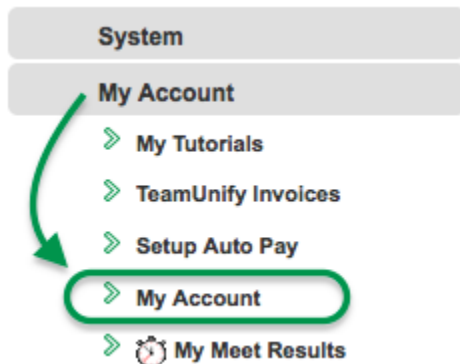 System
My Account
My Tutorials
TeamUnify Invoices
Setup Auto Pay
My Account
My Meet Results